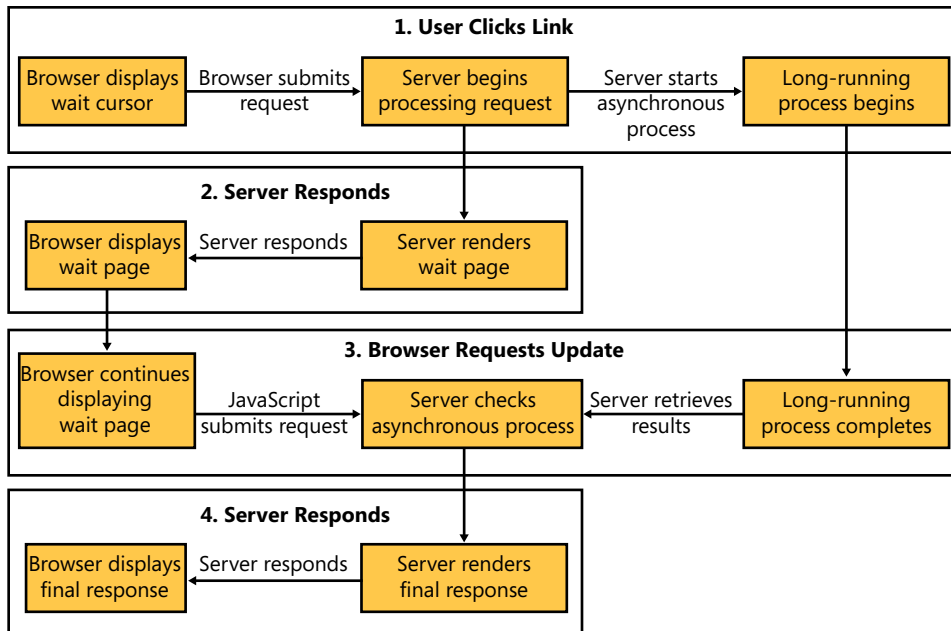 1. User Clicks Link
Browser displays
wait cursor
Browser submits
request
Server begins
processing request
Server starts
asynchronous
process
Long-running
process begins
2. Server Responds
Browser displays
wait page
Server responds
Server renders
wait page
3. Browser Requests Update
Browser continues
displaying
wait page
JavaScript
submits request
Server checks
asynchronous process
Server retrieves
results
Long-running
process completes
4. Server Responds
Browser displays
final response
Server responds
Server renders
final response